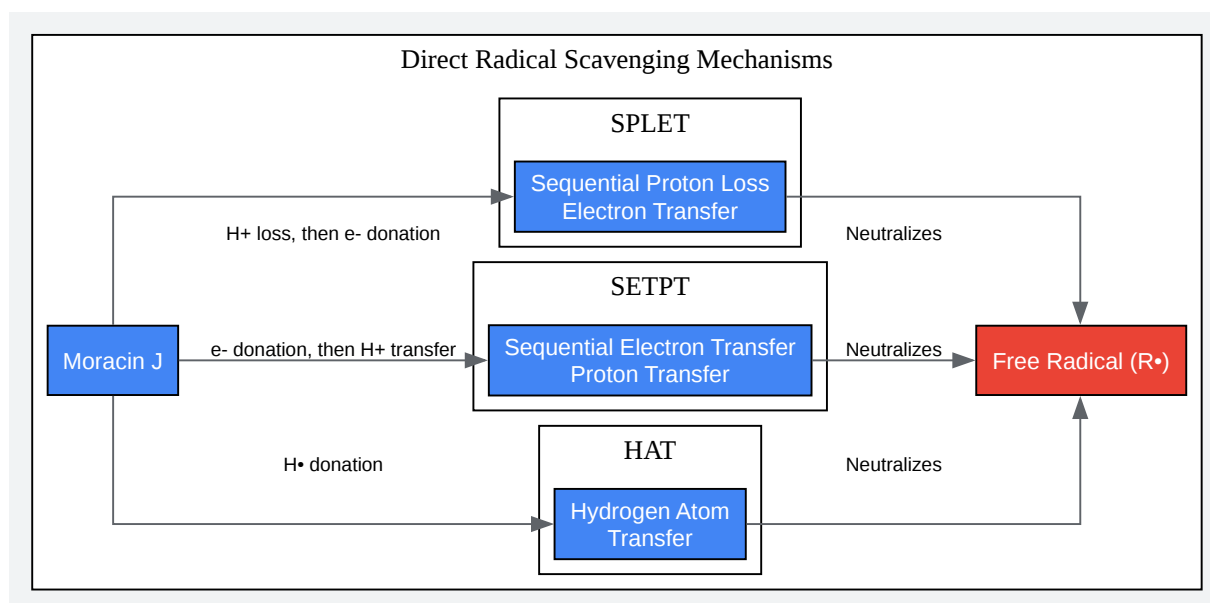 Direct Radical Scavenging Mechanisms
SPLET
Sequential Proton Loss
Electron Transfer
H+ loss, then e- donation
Neutralizes
SETPT
Moracin J
e- donation, then H+ transfer
Sequential Electron Transfer
Proton Transfer
Neutralizes
Free Radical (R•)
HAT
H• donation
Neutralizes
Hydrogen Atom
Transfer